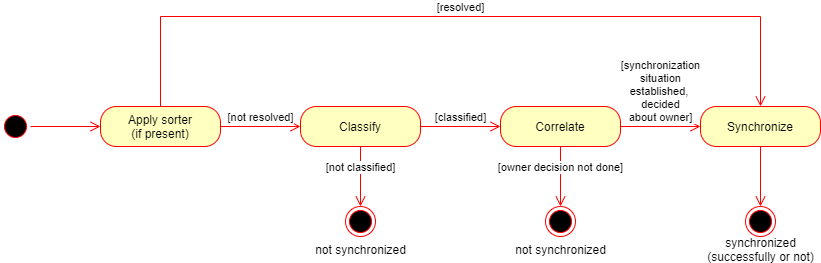 [resolved]
[synchronization
situation
established,
decided
about owner]
Apply sorter
(if present)
[not resolved]
Classify
[classified]
Correlate
Synchronize
[not classified]
[owner decision not done]
not synchronized
not synchronized
synchronized
(successfully or not)